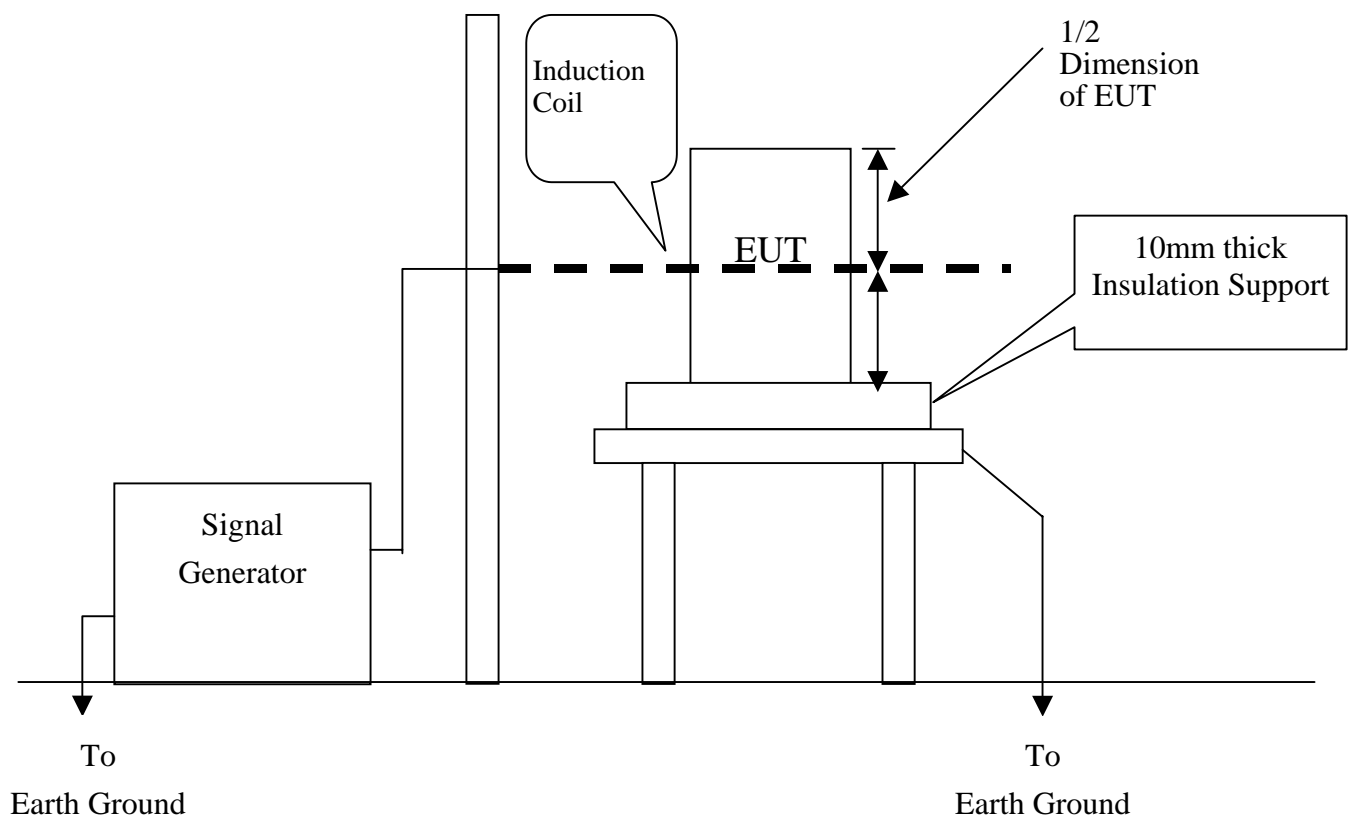 Induction
Coil
1/2
Dimension
of EUT
EUT
10mm thick
Insulation Support
Signal
Generator
To
Earth Ground
To
Earth Ground